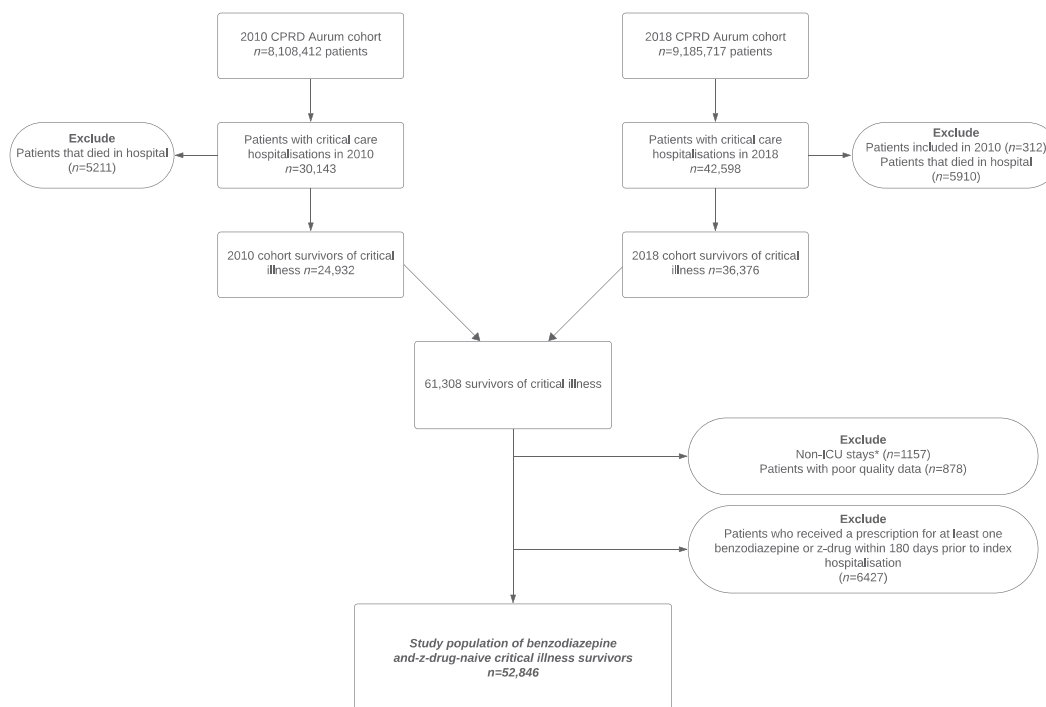 2010 CPRD Aurum cohort
n=8,108,412 patients
2018 CPRD Aurum cohort
n=9,185,717 patients
Exclude
Patients that died in hospital
(n=5211)
Patients with critical care
hospitalisations in 2010
n=30,143
Patients with critical care
hospitalisations in 2018
n=42,598
Exclude
Patients included in 2010 (n=312)
Patients that died in hospital
(n=5910)
2010 cohort survivors of critical
illness n=24,932
2018 cohort survivors of critical
illness n=36,376
61,308 survivors of critical illness
Exclude
Non-ICU stays* (n=1157)
Patients with poor quality data (n=878)
Exclude
Patients who received a prescription for at least one
benzodiazepine or z-drug within 180 days prior to index
hospitalisation
(n=6427)
Study population of benzodiazepine
and-z-drug-naive critical illness survivors
n=52,846